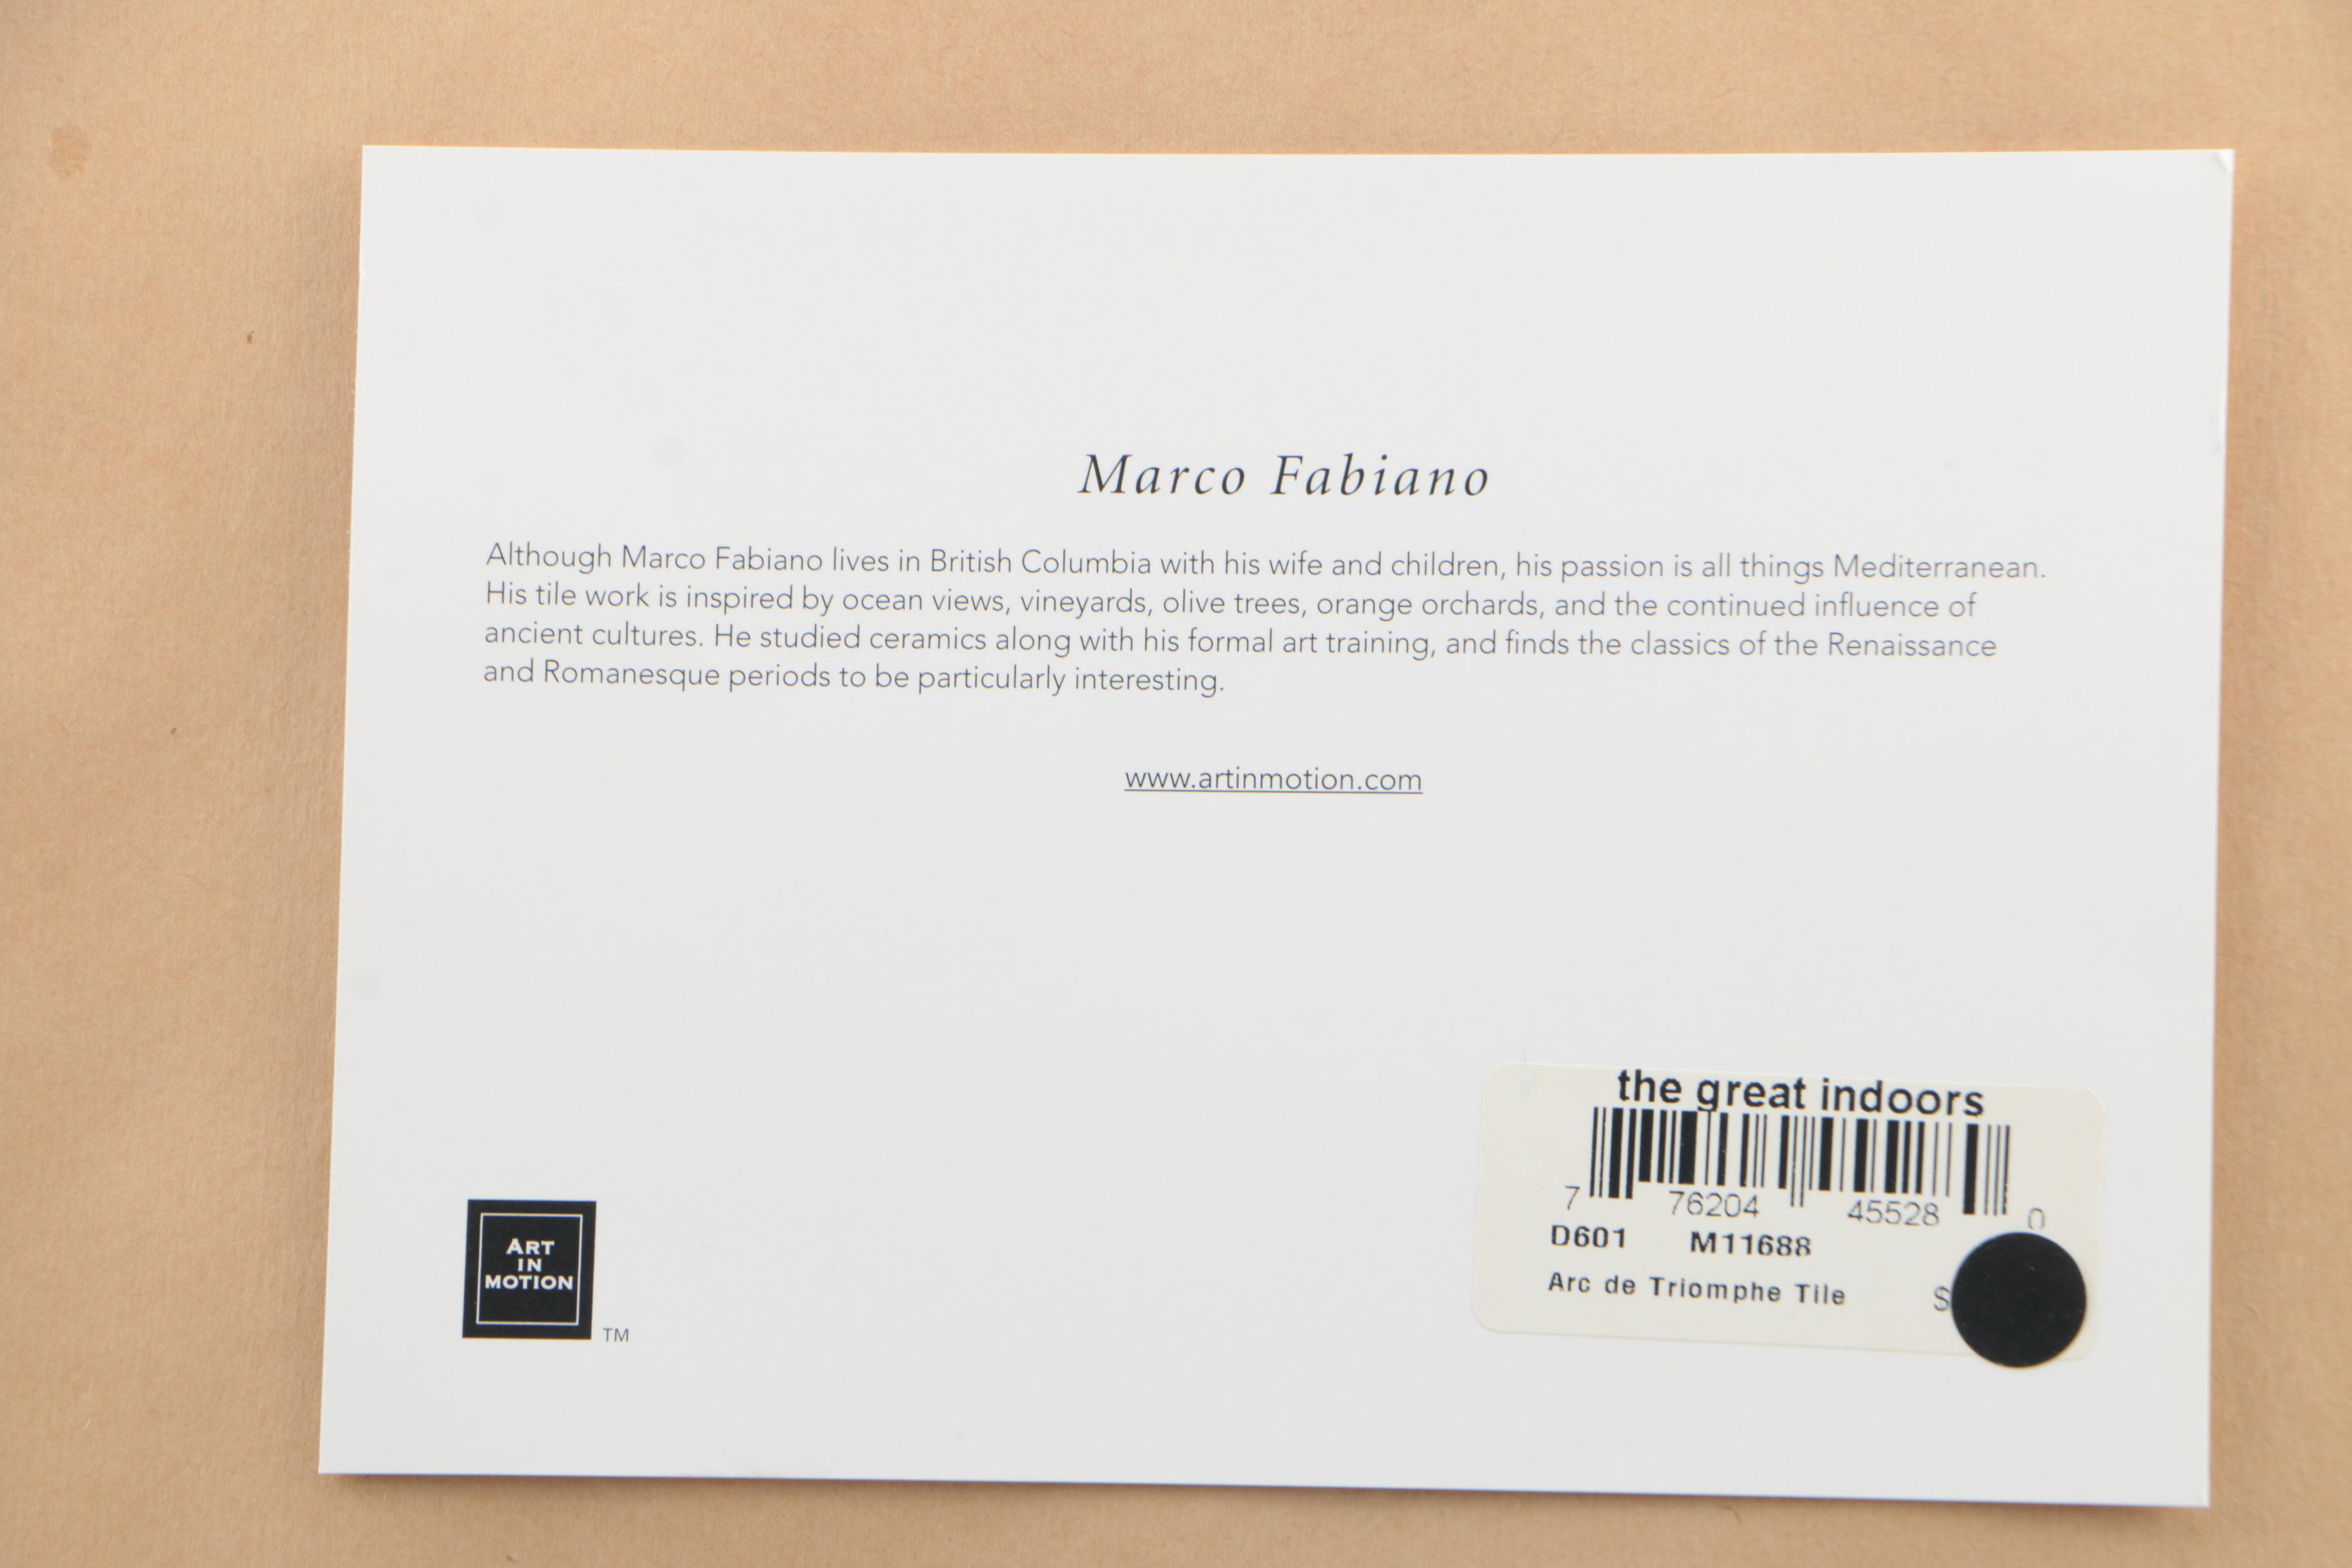 Marco Fabiano
Although Marco Fabiano lives in British Columbia with his wife and children, his passion is all things Mediterranean.
His tile work is inspired by ocean views, vineyards, olive trees, orange orchards, and the continued influence of
ancient cultures. He studied ceramics along with his formal art training, and finds the classics of the Renaissance
and Romanesque periods to be particularly interesting.
www.artinmotion.com
the great indoors
7 76204 45528 0
D601 M11688
Arc de Triomphe Tile $
ART
IN
MOTION
TM